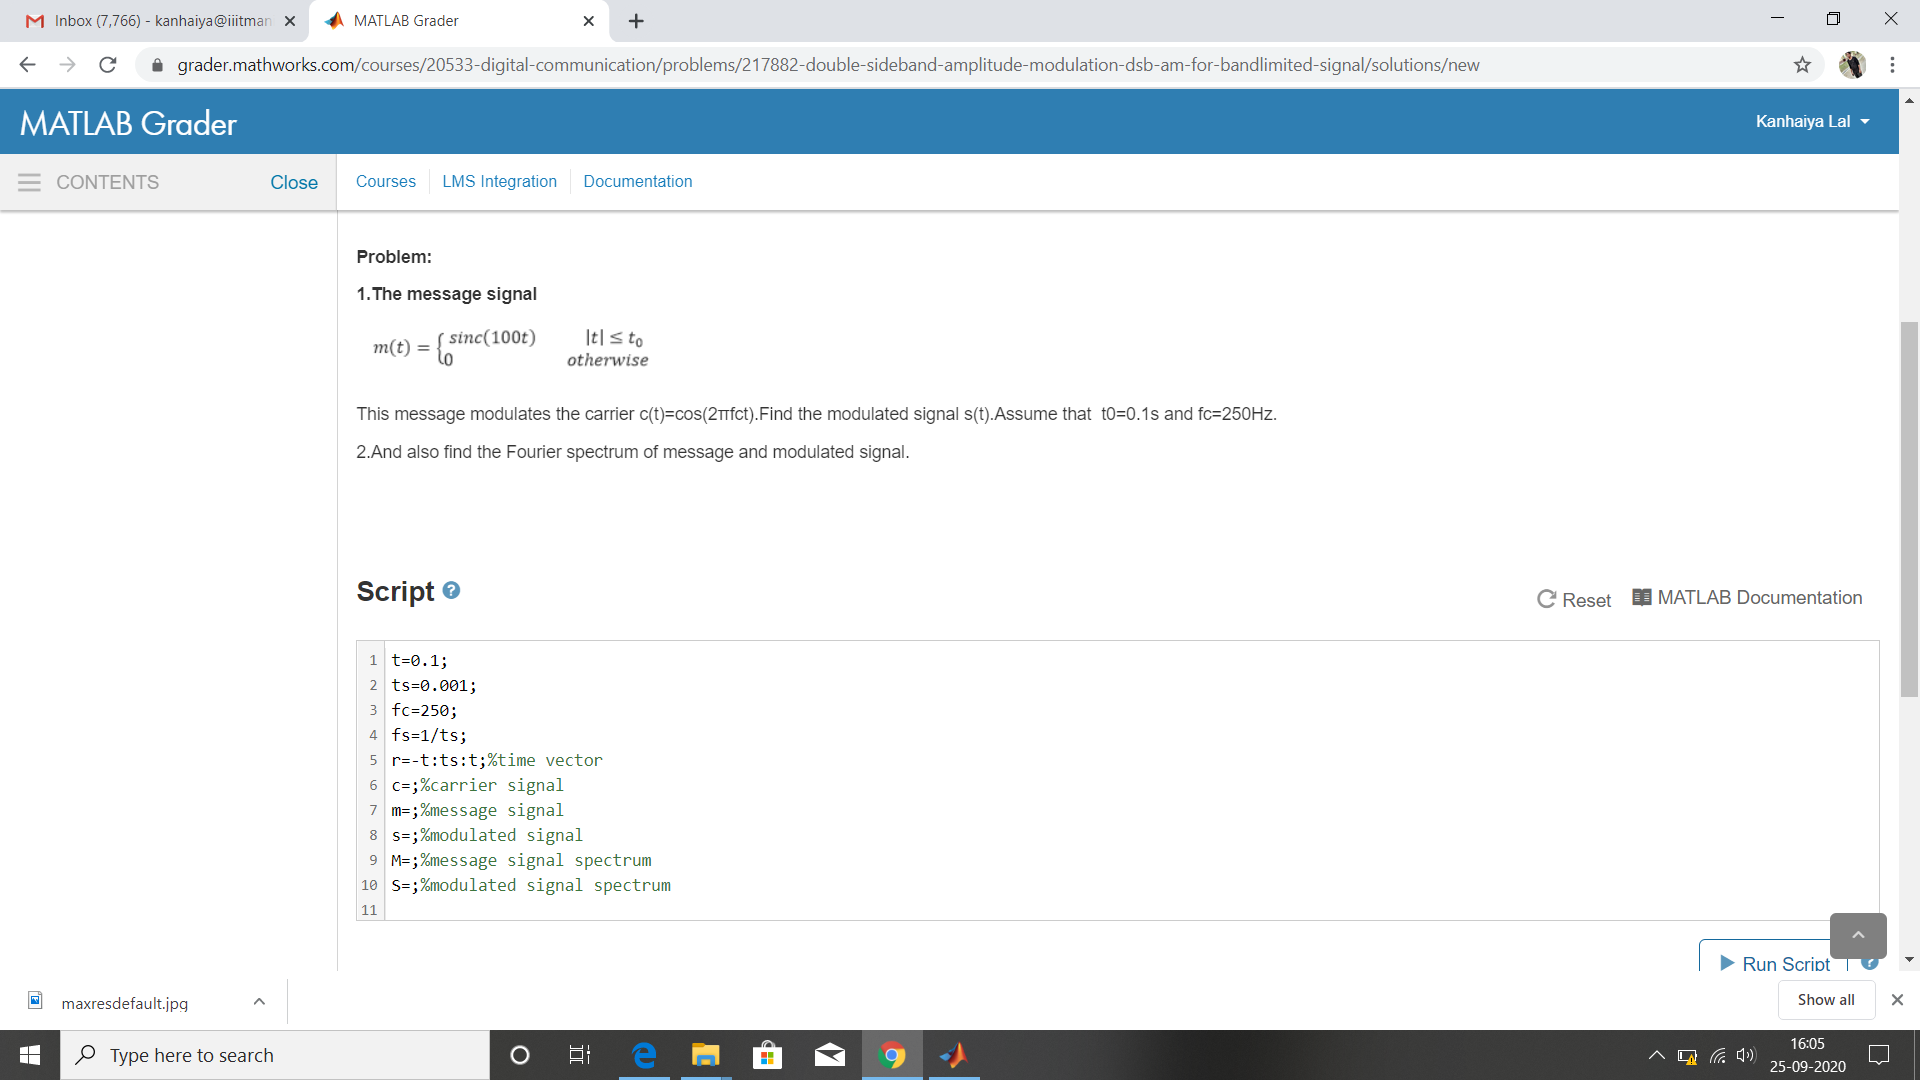 Inbox (7,766) - kanhaiya@iiitman
MATLAB Grader
grader.mathworks.com/courses/20533-digital-communication/problems/217882-double-sideband-amplitude-modulation-dsb-am-for-bandlimited-signal/solutions/new
MATLAB Grader
Kanhaiya Lal
CONTENTS
Close
Courses
LMS Integration
Documentation
Problem:
1.The message signal
m(t) = { sinc(100t) |t| ≤ t₀
0 otherwise
This message modulates the carrier c(t)=cos(2πfct).Find the modulated signal s(t).Assume that t0=0.1s and fc=250Hz.
2.And also find the Fourier spectrum of message and modulated signal.
Script ?
Reset
MATLAB Documentation
1 t=0.1;
2 ts=0.001;
3 fc=250;
4 fs=1/ts;
5 r=-t:ts:t;%time vector
6 c=;%carrier signal
7 m=;%message signal
8 s=;%modulated signal
9 M=;%message signal spectrum
10 S=;%modulated signal spectrum
11
Run Script ?
maxresdefault.jpg
Show all
Type here to search
16:05
25-09-2020